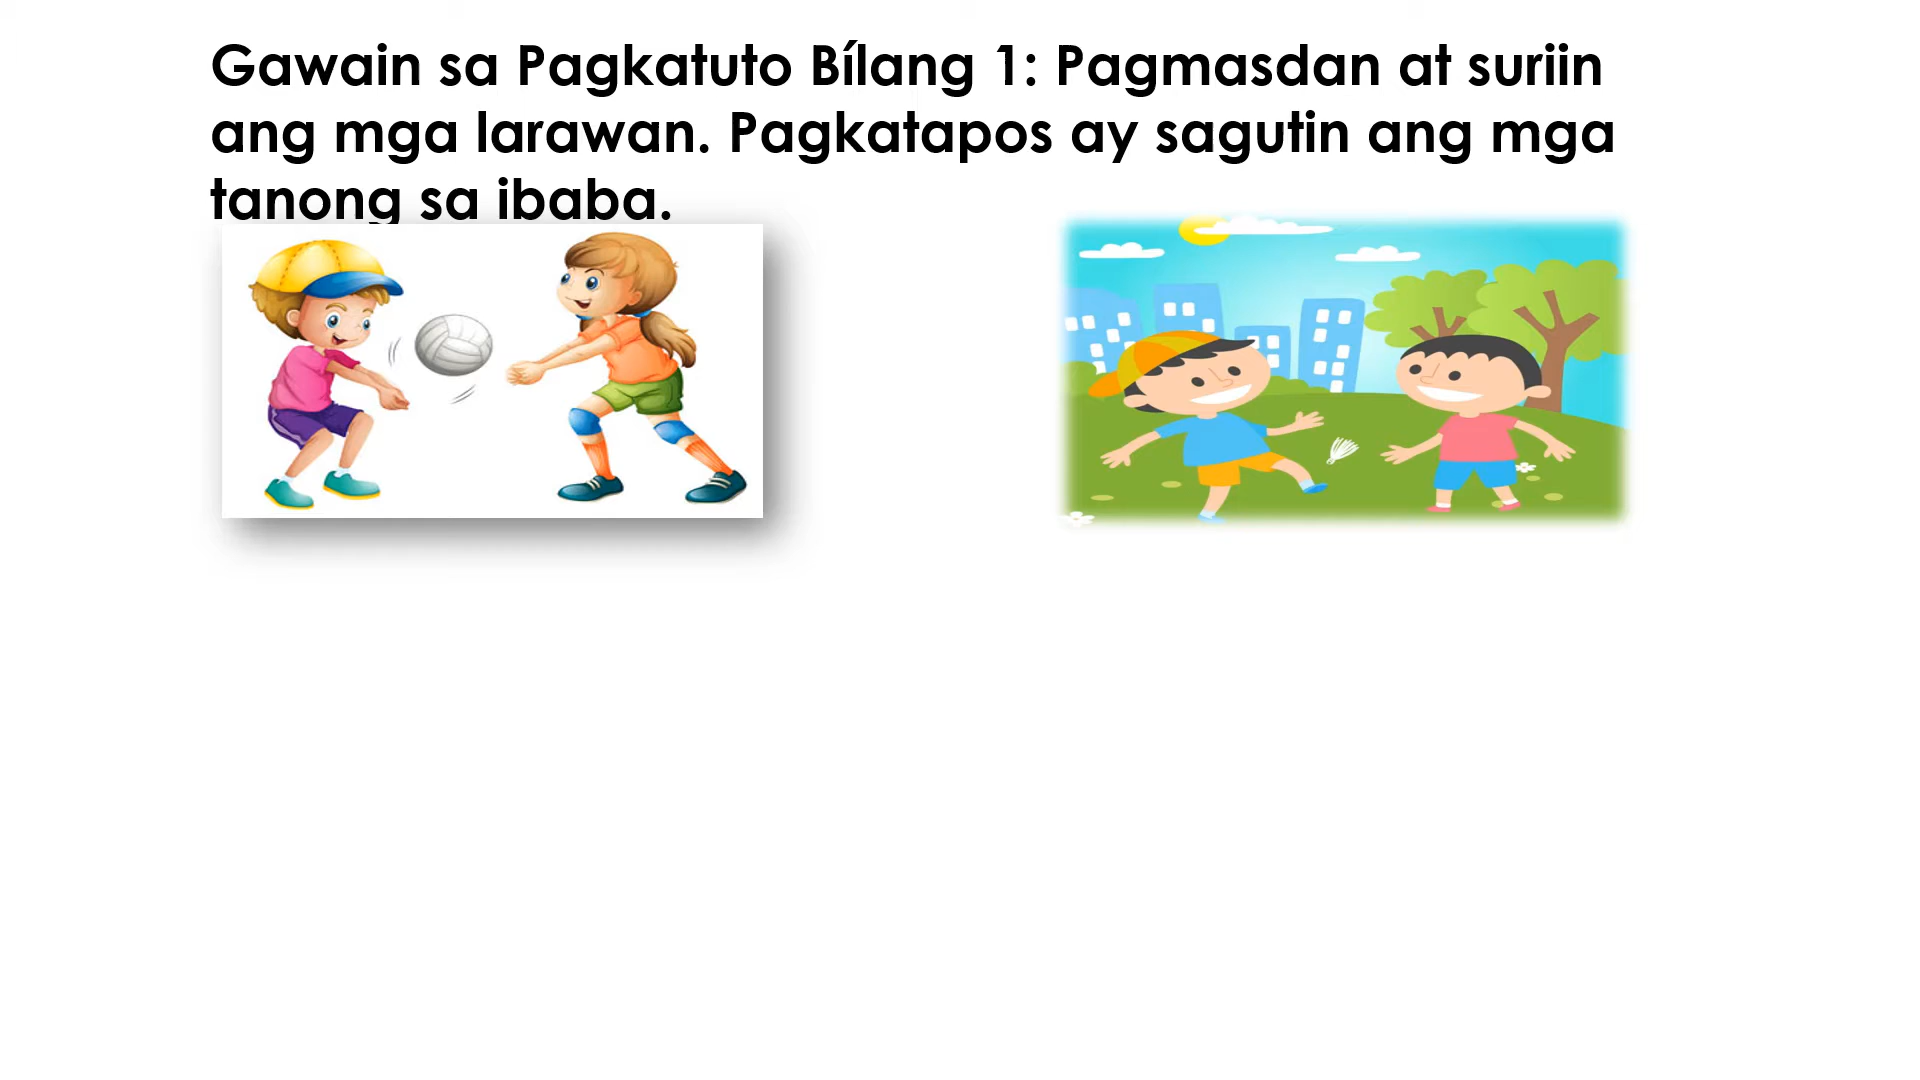 Gawain sa Pagkatuto Bílang 1: Pagmasdan at suriin
ang mga larawan. Pagkatapos ay sagutin ang mga
tanong sa ibaba.